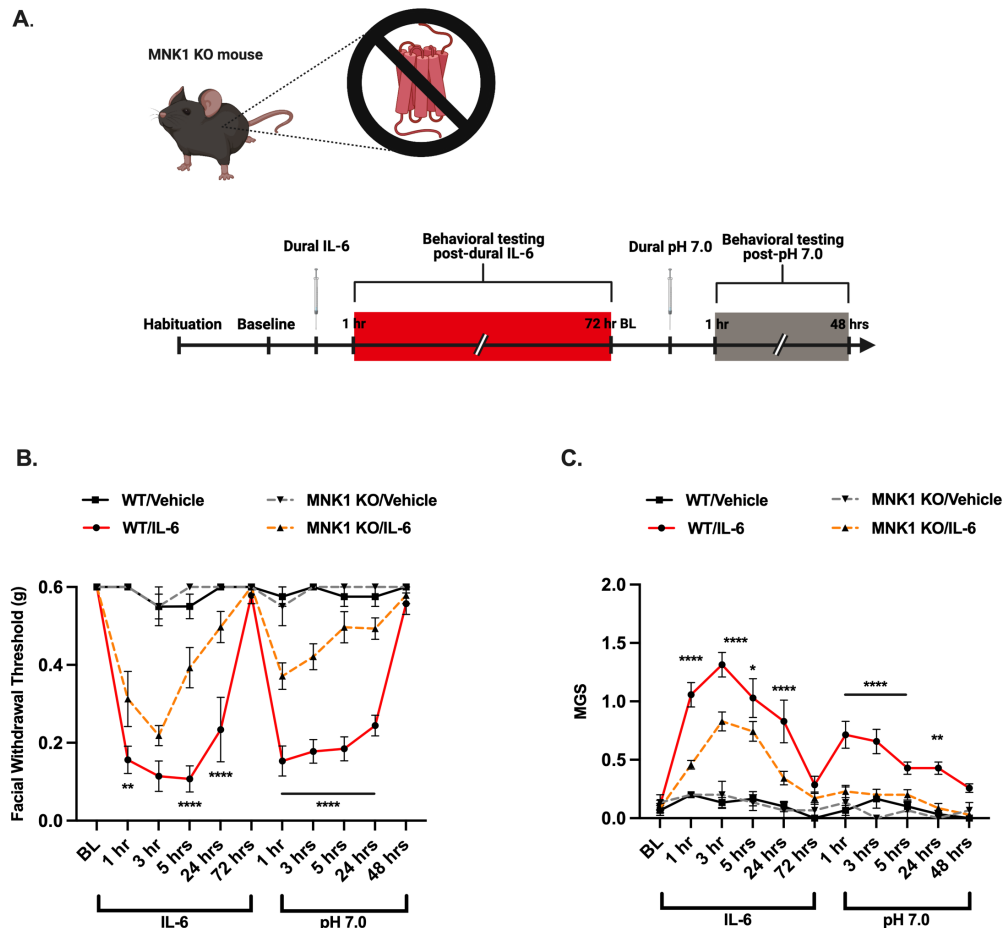 A.
MNK1 KO mouse
Dural IL-6
Behavioral testing
post-dural IL-6
Dural pH 7.0
Behavioral testing
post-pH 7.0
Habituation
Baseline
1 hr
72 hr BL
1 hr
48 hrs
B.
WT/Vehicle
MNK1 KO/Vehicle
WT/IL-6
MNK1 KO/IL-6
Facial Withdrawal Threshold (g)
0.6
0.4
0.2
0.0
**
****
****
****
BL
1 hr
3 hr
5 hrs
24 hrs
72 hrs
1 hr
3 hrs
5 hrs
24 hrs
48 hrs
IL-6
pH 7.0
C.
WT/Vehicle
MNK1 KO/Vehicle
WT/IL-6
MNK1 KO/IL-6
MGS
2.0
1.5
1.0
0.5
0.0
****
****
*
****
****
**
BL
1 hr
3 hr
5 hrs
24 hrs
72 hrs
1 hr
3 hrs
5 hrs
24 hrs
48 hrs
IL-6
pH 7.0